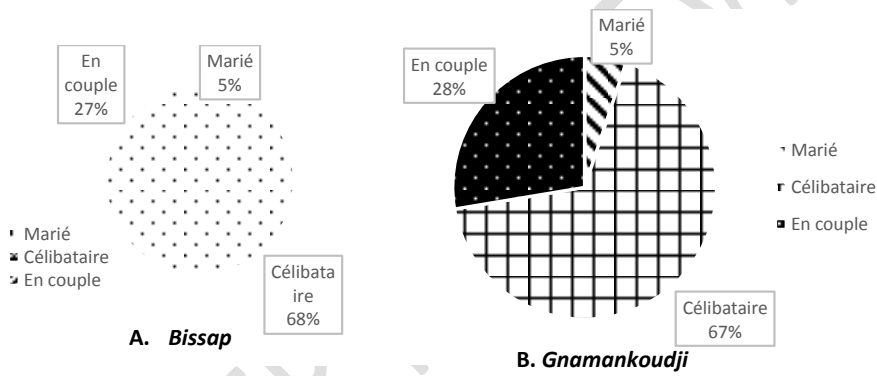 En
couple
27%
Marié
5%
Marié
Célibataire
En couple
Célibata
ire
68%
A. Bissap
Marié
5%
En couple
28%
Marié
Célibataire
En couple
Célibataire
67%
B. Gnamankoudji